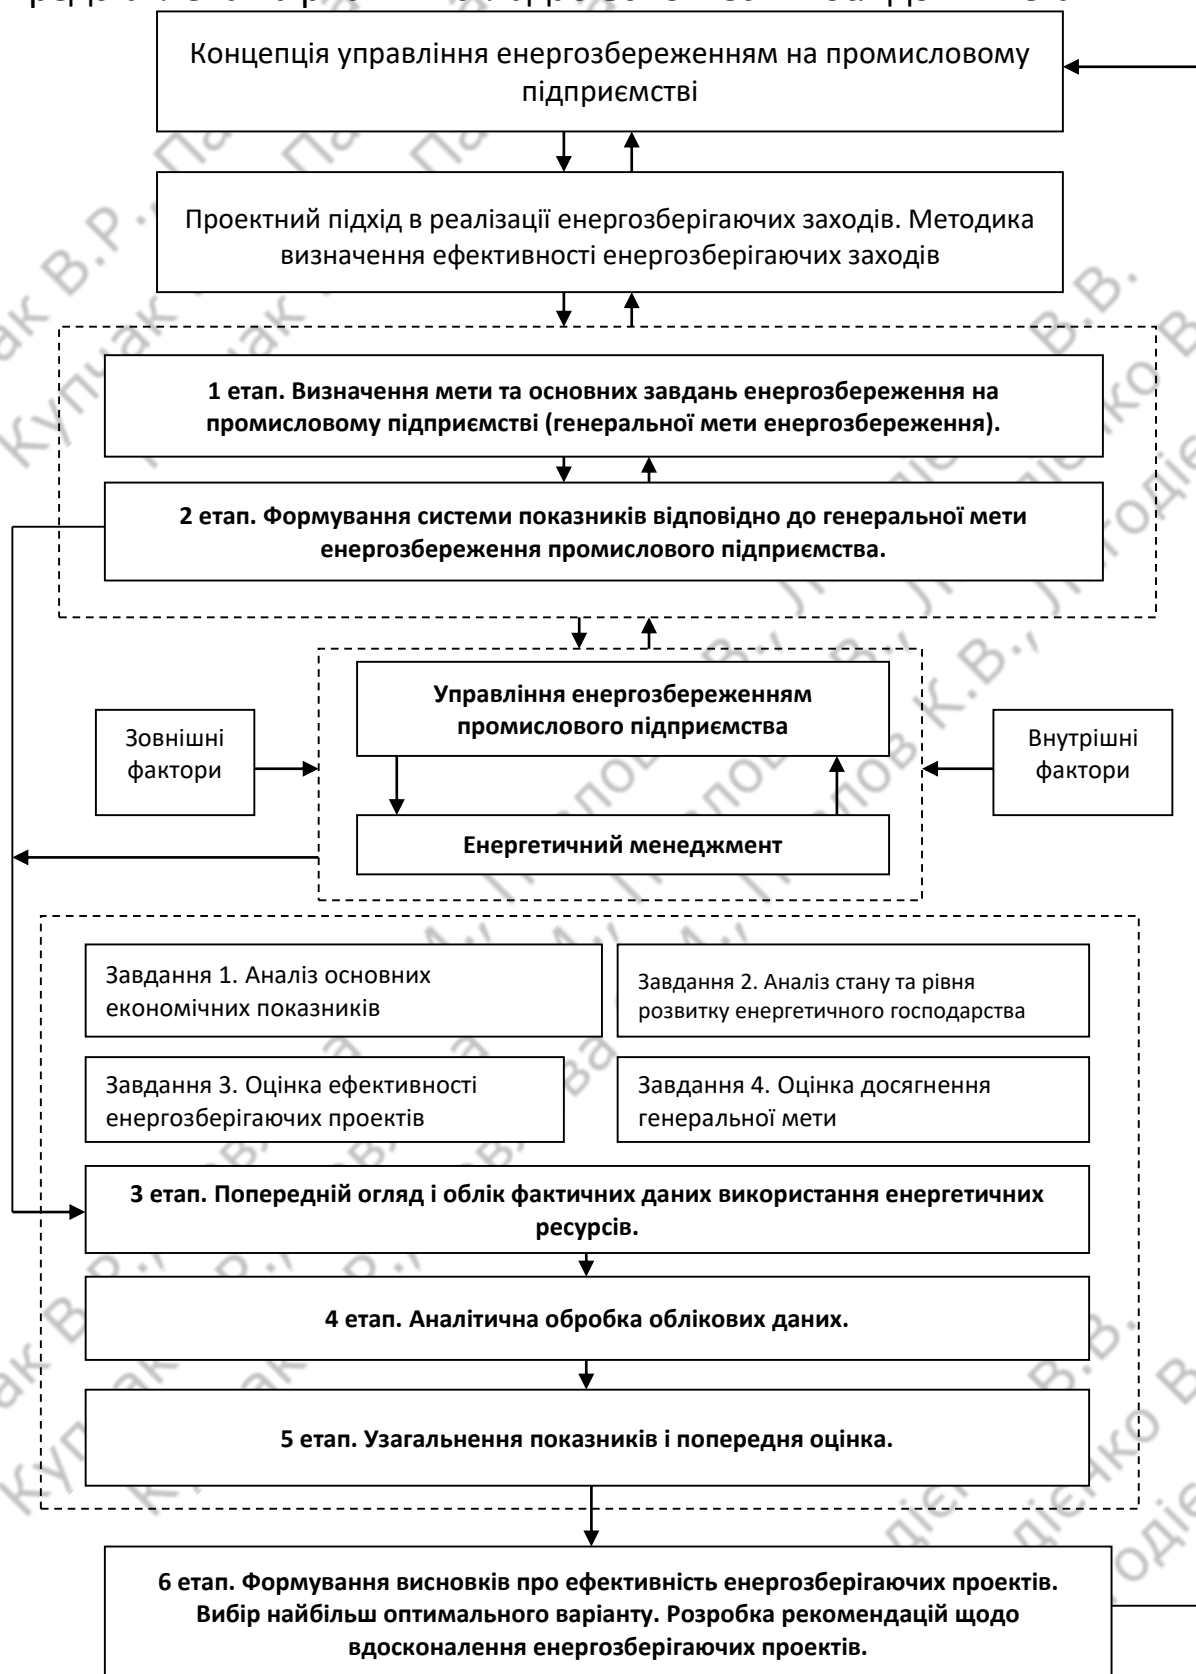 Концепція управління енергозбереженням на промисловому
підприємстві
Проектний підхід в реалізації енергозберігаючих заходів. Методика
визначення ефективності енергозберігаючих заходів
1 етап. Визначення мети та основних завдань енергозбереження на
промисловому підприємстві (генеральної мети енергозбереження).
2 етап. Формування системи показників відповідно до генеральної мети
енергозбереження промислового підприємства.
Управління енергозбереженням
промислового підприємства
Зовнішні
фактори
Внутрішні
фактори
Енергетичний менеджмент
Завдання 1. Аналіз основних
економічних показників
Завдання 2. Аналіз стану та рівня
розвитку енергетичного господарства
Завдання 3. Оцінка ефективності
енергозберігаючих проектів
Завдання 4. Оцінка досягнення
генеральної мети
3 етап. Попередній огляд і облік фактичних даних використання енергетичних
ресурсів.
4 етап. Аналітична обробка облікових даних.
5 етап. Узагальнення показників і попередня оцінка.
6 етап. Формування висновків про ефективність енергозберігаючих проектів.
Вибір найбільш оптимального варіанту. Розробка рекомендацій щодо
вдосконалення енергозберігаючих проектів.